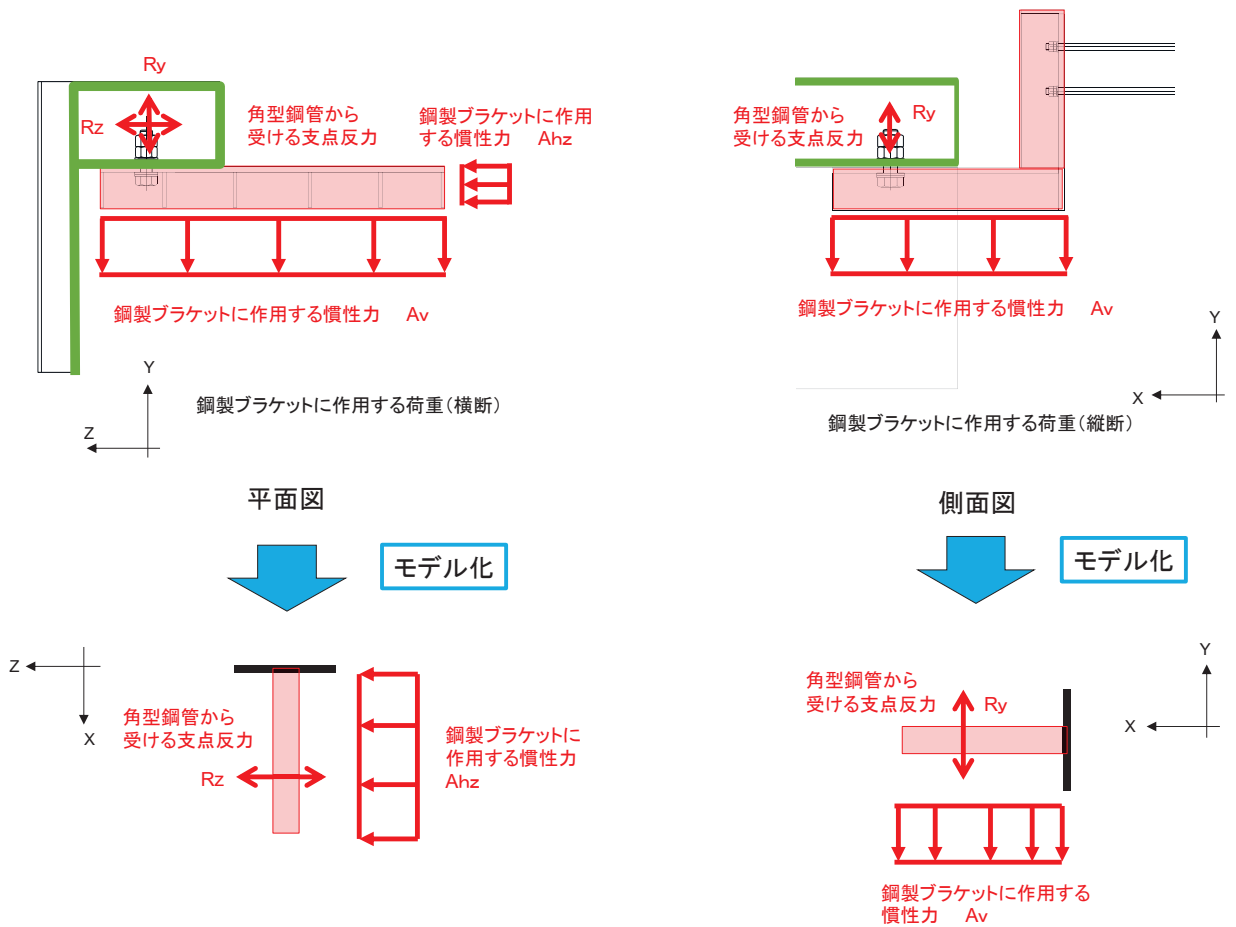 Ry
Rz
角型鋼管から
受ける支点反力
鋼製ブラケットに作用
する慣性力 Ahz
鋼製ブラケットに作用する慣性力 Av
Y
Z
鋼製ブラケットに作用する荷重(横断)
角型鋼管から
受ける支点反力
Ry
鋼製ブラケットに作用する慣性力 Av
Y
X
鋼製ブラケットに作用する荷重(縦断)
平面図
モデル化
側面図
モデル化
Z
X
角型鋼管から
受ける支点反力
Rz
鋼製ブラケットに
作用する慣性力
Ahz
角型鋼管から
受ける支点反力
Ry
Y
X
鋼製ブラケットに作用する
慣性力 Av